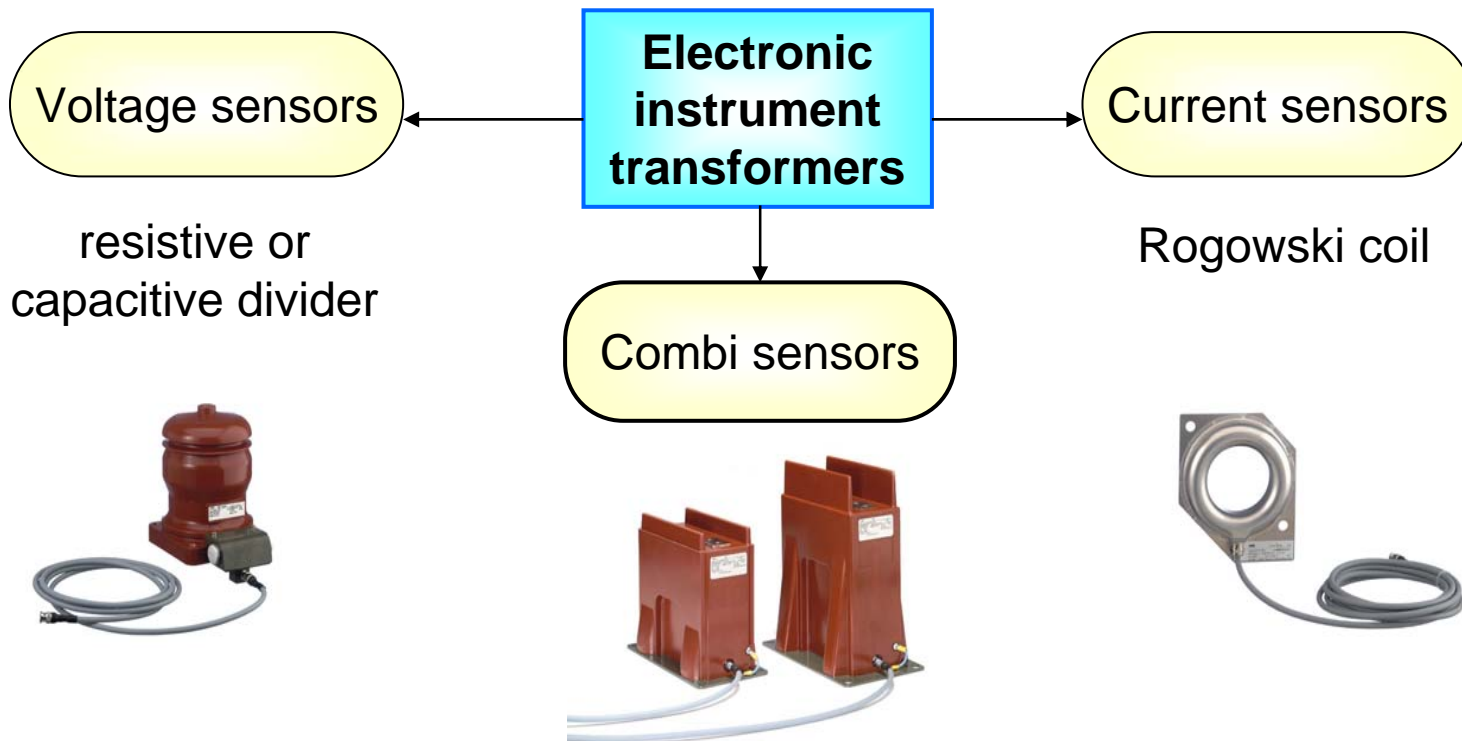 Electronic
instrument
transformers
Voltage sensors
Current sensors
resistive or
capacitive divider
Rogowski coil
Combi sensors